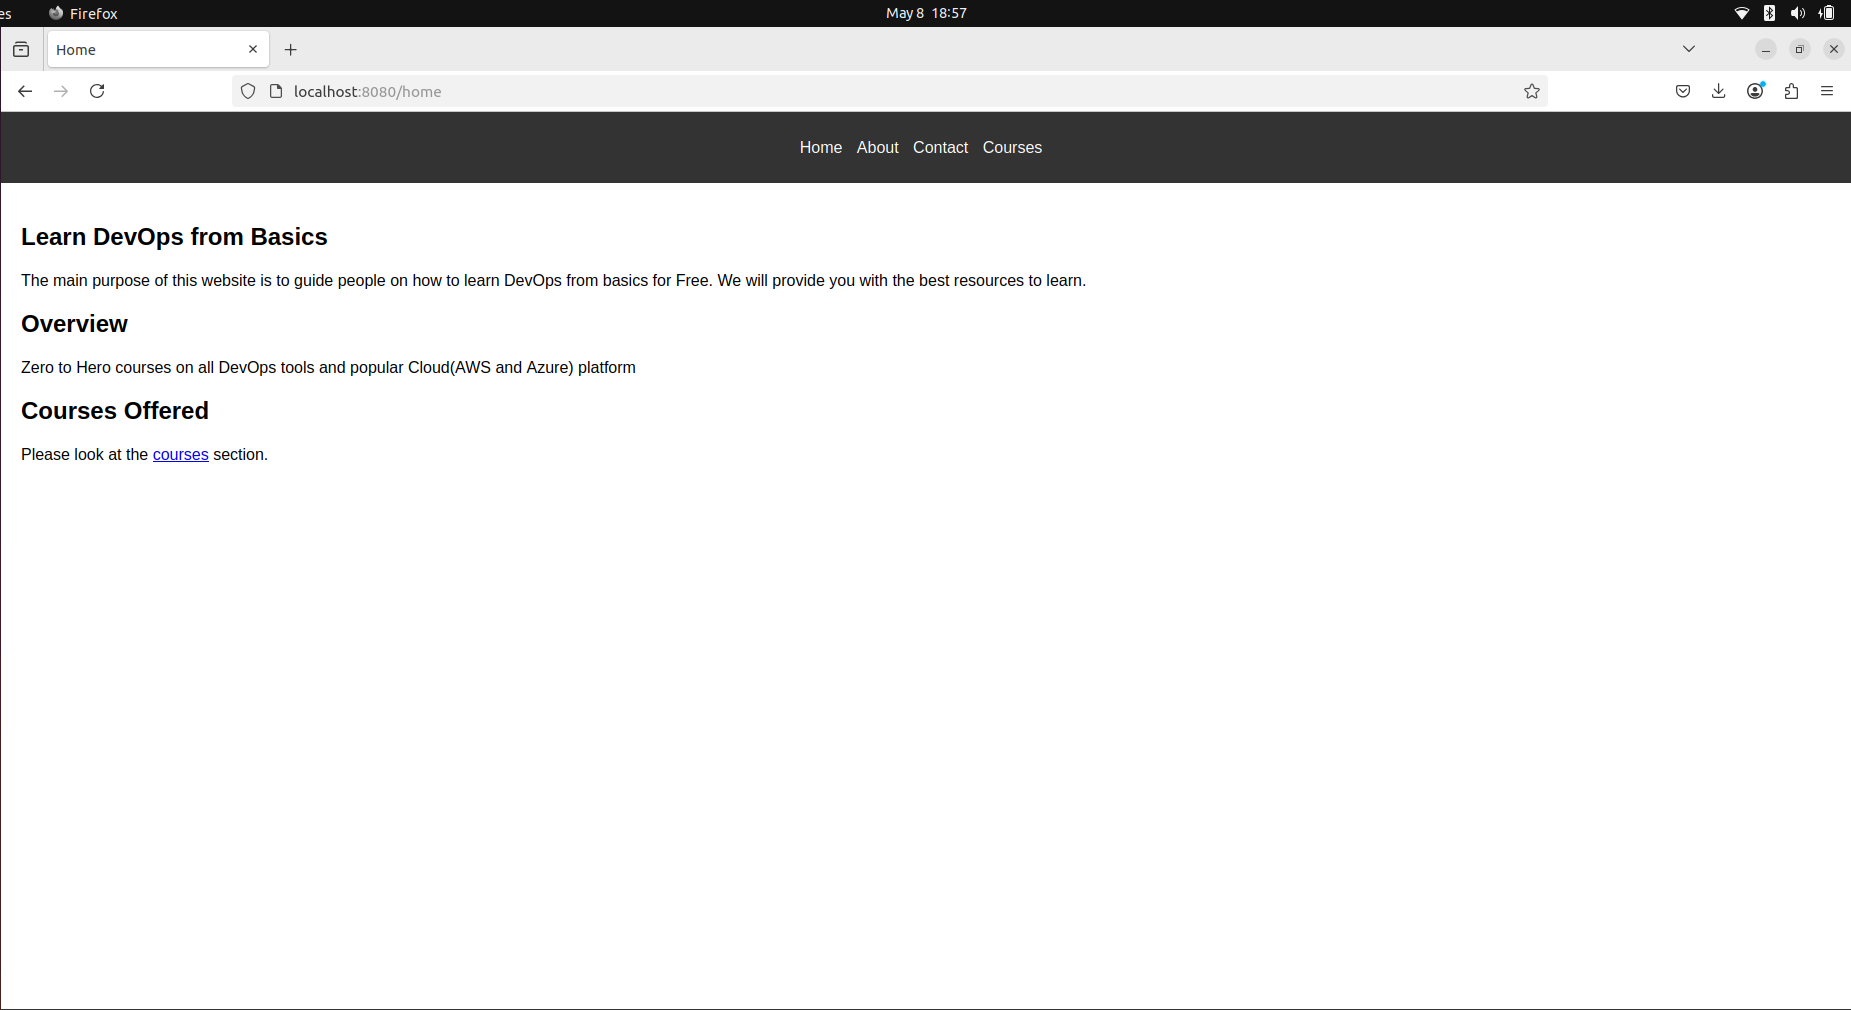 es Firefox May 8 18:57
Home
localhost:8080/home
Home About Contact Courses
Learn DevOps from Basics
The main purpose of this website is to guide people on how to learn DevOps from basics for Free. We will provide you with the best resources to learn.
Overview
Zero to Hero courses on all DevOps tools and popular Cloud(AWS and Azure) platform
Courses Offered
Please look at the courses section.